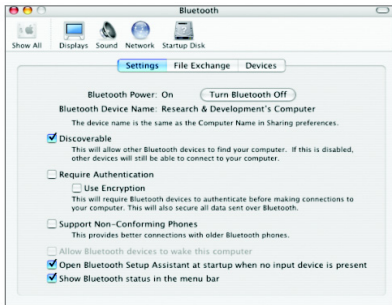 Bluetooth
Show All Displays Sound Network Startup Disk
Settings File Exchange Devices
Bluetooth Power: On Turn Bluetooth Off
Bluetooth Device Name: Research & Development's Computer
The device name is the same as the Computer Name in Sharing preferences.
Discoverable
This will allow other Bluetooth devices to find your computer. If this is disabled,
other devices will still be able to connect to your computer.
Require Authentication
Use Encryption
This will require Bluetooth devices to authenticate before making connections to
your computer. This will also secure all data sent over Bluetooth.
Support Non-Conforming Phones
This provides better connections with older Bluetooth phones.
Allow Bluetooth devices to wake this computer
Open Bluetooth Setup Assistant at startup when no input device is present
Show Bluetooth status in the menu bar